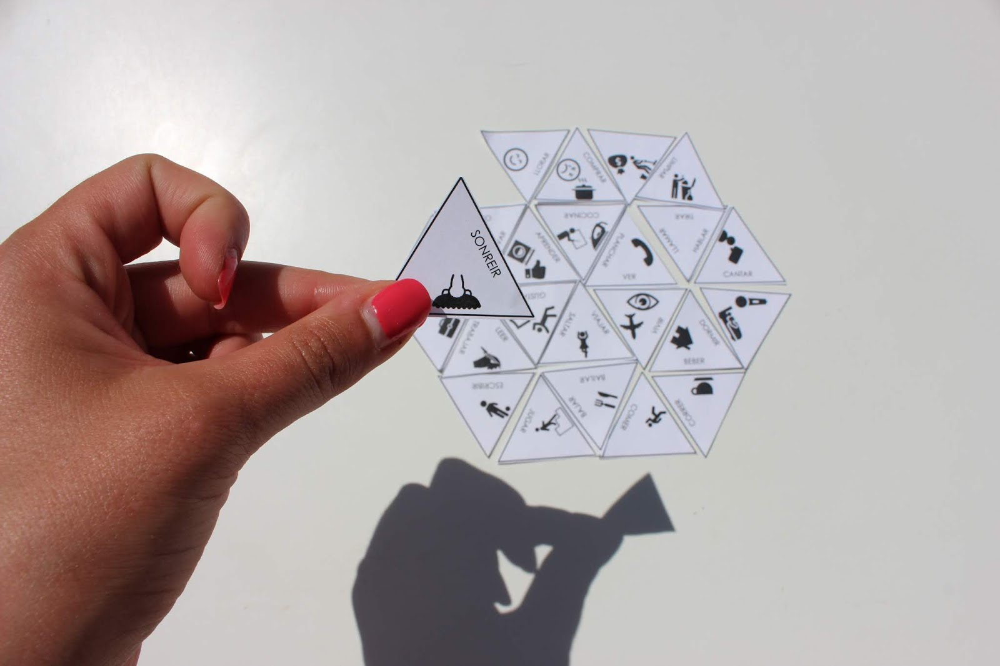 SONREIR
LLORAR
COMPRAR
LIMPIAR
COCINAR
TIRAR
APRENDER
PLANCHAR
LLAMAR
HABLAR
VER
CANTAR
SALTAR
VIAJAR
VIVIR
DORMIR
TRABAJAR
LEER
BEBER
ESCRIBIR
BAILAR
JUGAR
BAJAR
COMER
CORRER